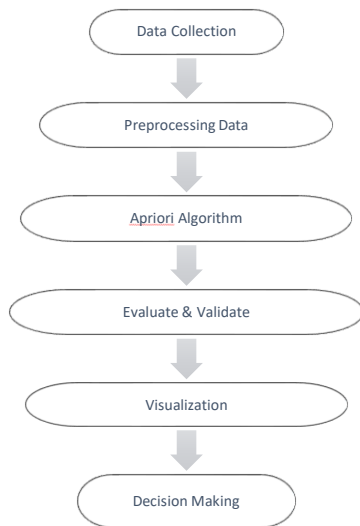 Data Collection
Preprocessing Data
Apriori Algorithm
Evaluate & Validate
Visualization
Decision Making